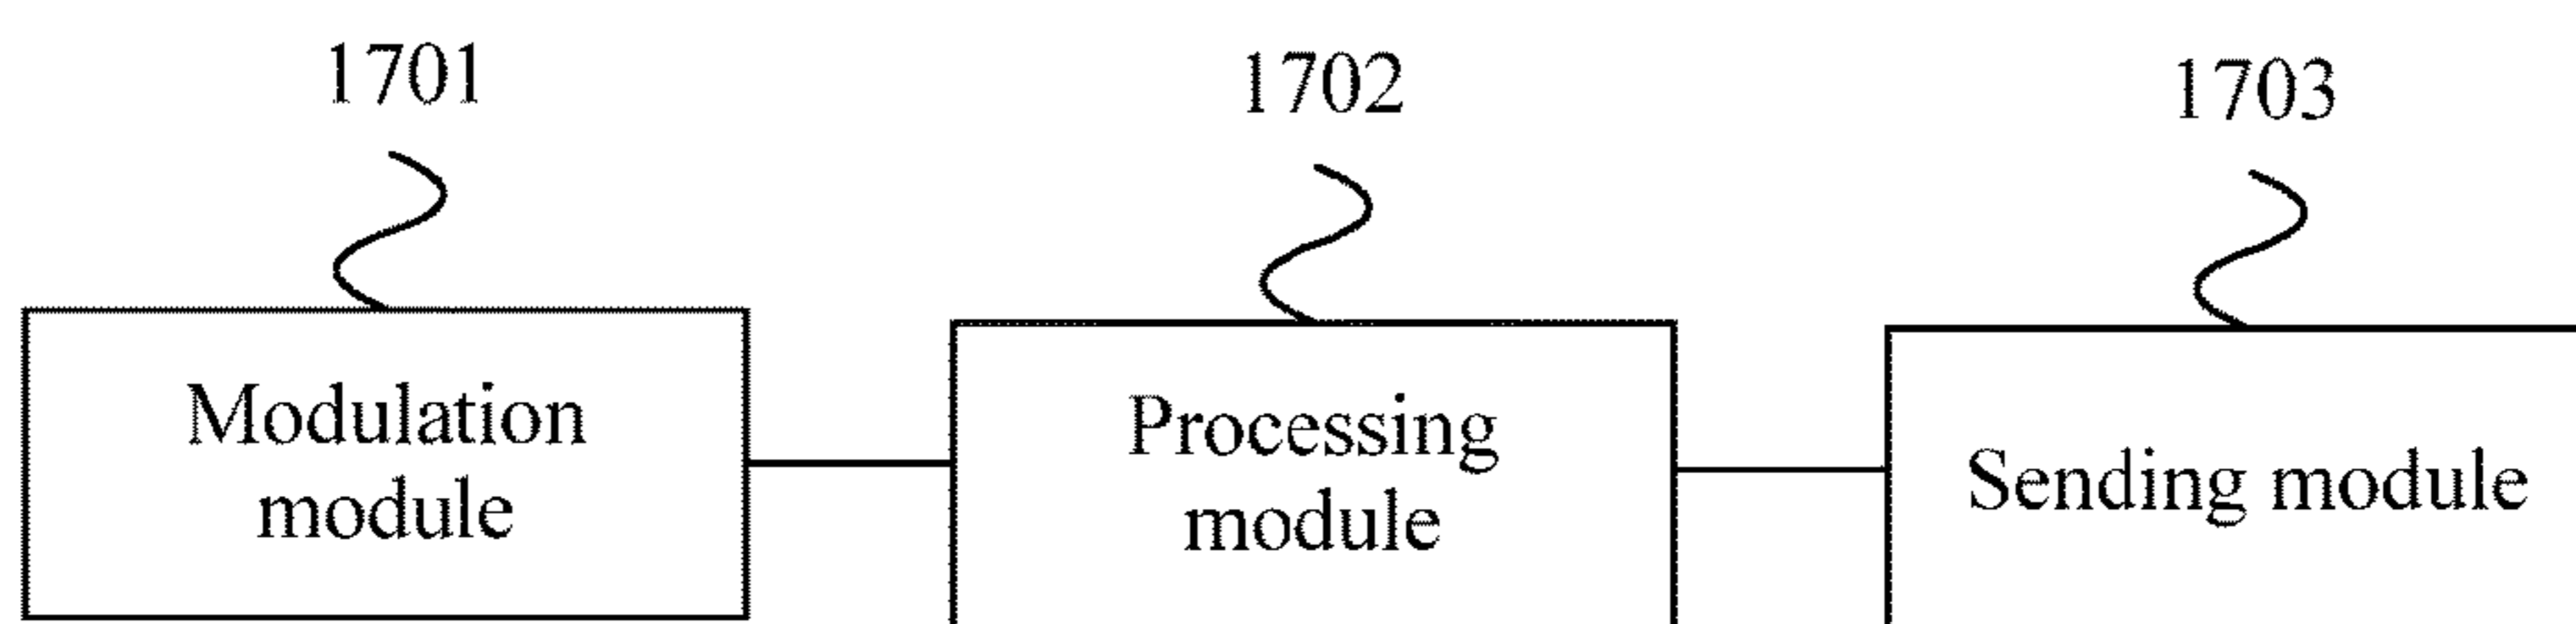 1701
1702
1703
Modulation
module
Processing
module
Sending module